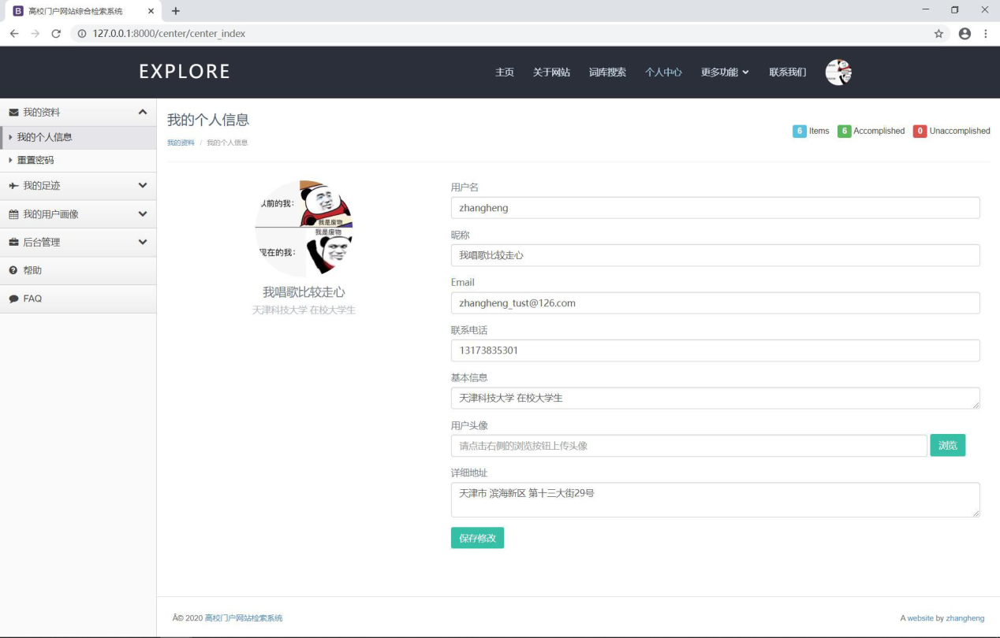 高校门户网站综合检索系统
127.0.0.1:8000/center/center_index
EXPLORE
主页 关于网站 词库搜索 个人中心 更多功能 联系我们
我的资料
我的个人信息
重置密码
我的足迹
我的用户画像
后台管理
帮助
FAQ
我的个人信息
我的资料 / 我的个人信息
6 Items 6 Accomplished 0 Unaccomplished
以前的我:
我是废物
我是废物
现在的我:
我唱歌比较走心
天津科技大学 在校大学生
用户名
zhangheng
昵称
我唱歌比较走心
Email
zhangheng_tust@126.com
联系电话
13173835301
基本信息
天津科技大学 在校大学生
用户头像
请点击右侧的浏览按钮上传头像 浏览
详细地址
天津市 滨海新区 第十三大街29号
保存修改
Â© 2020 高校门户网站检索系统
A website by zhangheng